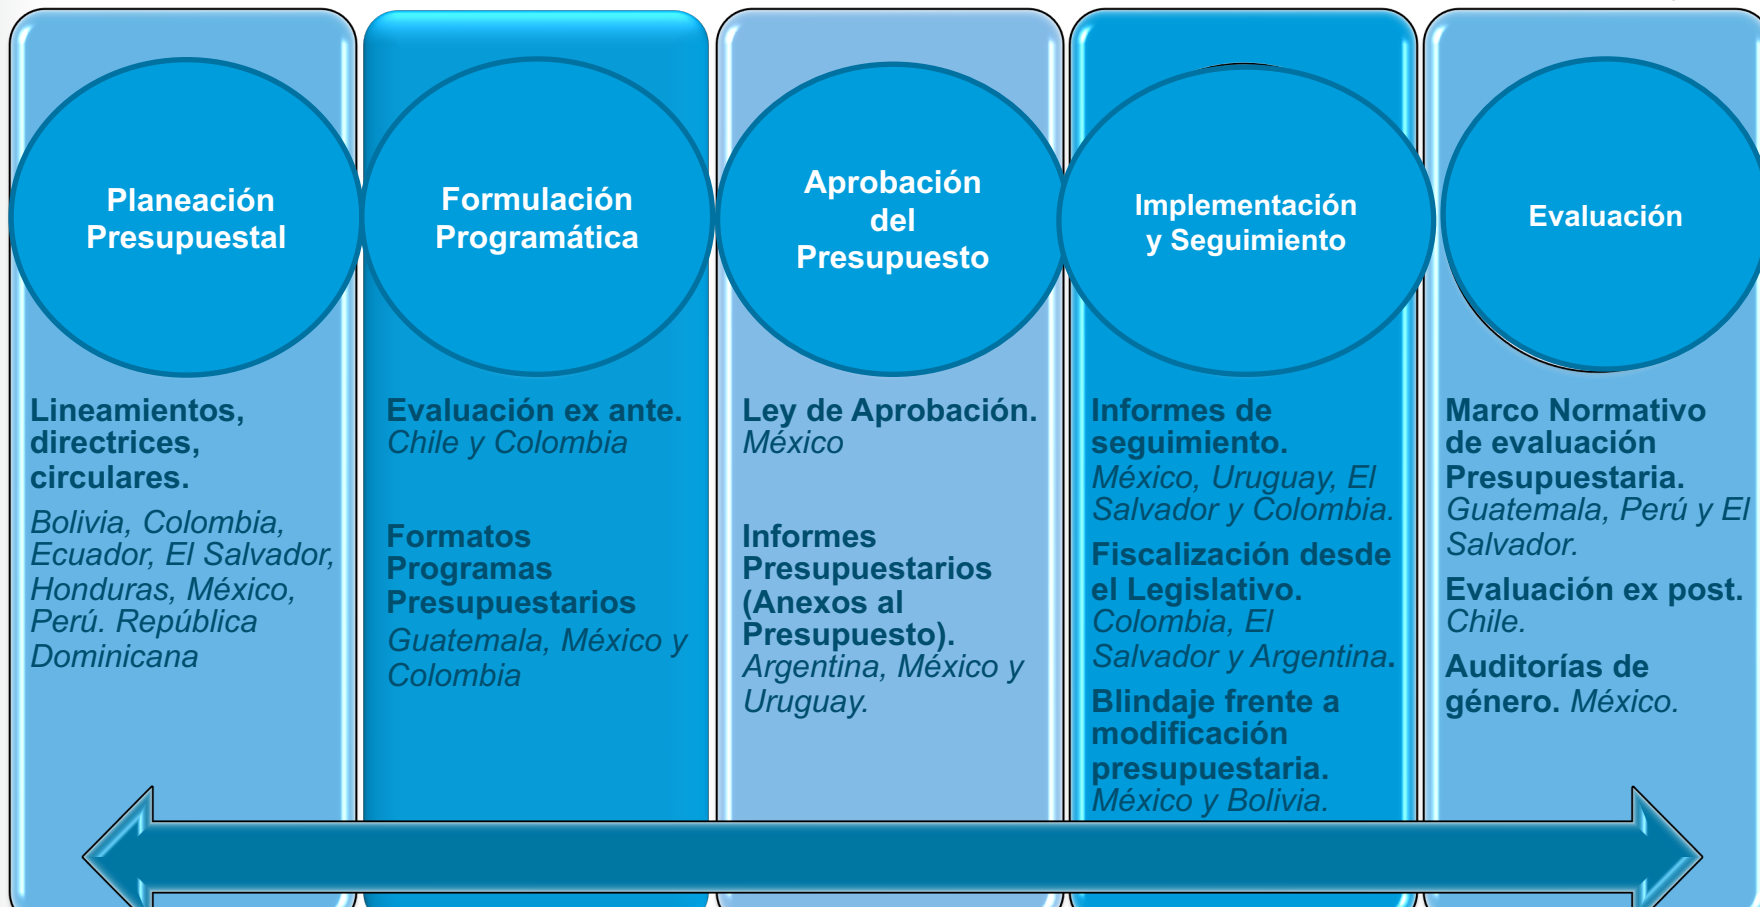 Planeación
Presupuestal
Lineamientos,
directrices,
circulares.
Bolivia, Colombia,
Ecuador, El Salvador,
Honduras, México,
Perú. República
Dominicana
Formulación
Programática
Evaluación ex ante.
Chile y Colombia
Formatos
Programas
Presupuestarios
Guatemala, México y
Colombia
Aprobación
del
Presupuesto
Ley de Aprobación.
México
Informes
Presupuestarios
(Anexos al
Presupuesto).
Argentina, México y
Uruguay.
Implementación
y Seguimiento
Informes de
seguimiento.
México, Uruguay, El
Salvador y Colombia.
Fiscalización desde
el Legislativo.
Colombia, El
Salvador y Argentina.
Blindaje frente a
modificación
presupuestaria.
México y Bolivia.
Evaluación
Marco Normativo
de evaluación
Presupuestaria.
Guatemala, Perú y El
Salvador.
Evaluación ex post.
Chile.
Auditorías de
género. México.